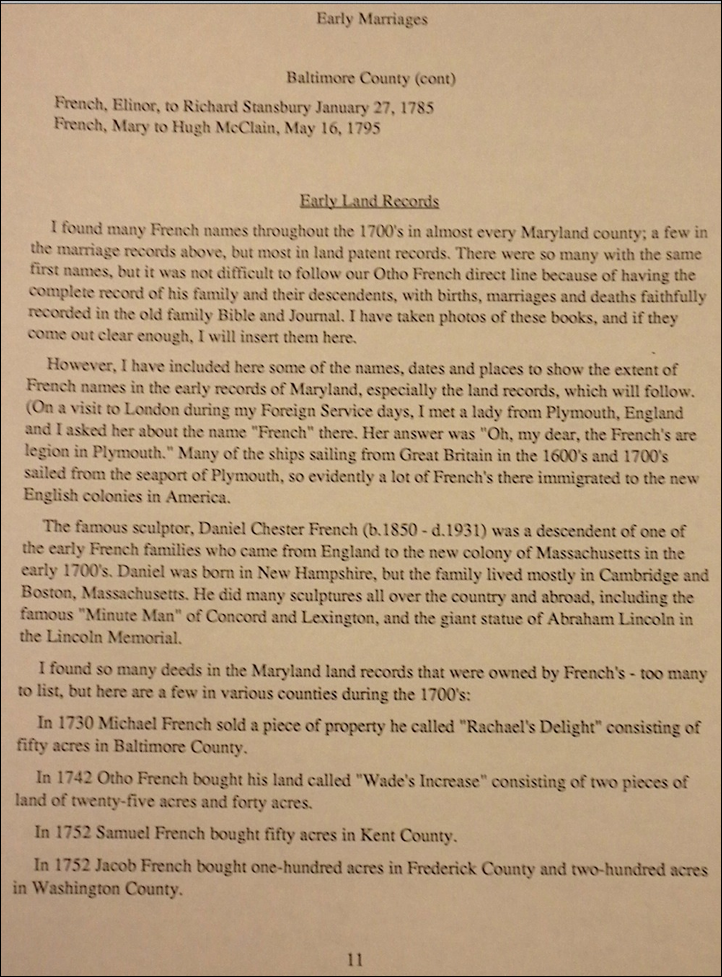 Early Marriages
Baltimore County (cont)
French, Elinor, to Richard Stansbury January 27, 1785
French, Mary to Hugh McClain, May 16, 1795
Early Land Records
I found many French names throughout the 1700's in almost every Maryland county; a few in
the marriage records above, but most in land patent records. There were so many with the same
first names, but it was not difficult to follow our Otho French direct line because of having the
complete record of his family and their descendents, with births, marriages and deaths faithfully
recorded in the old family Bible and Journal. I have taken photos of these books, and if they
come out clear enough, I will insert them here.
However, I have included here some of the names, dates and places to show the extent of
French names in the early records of Maryland, especially the land records, which will follow.
(On a visit to London during my Foreign Service days, I met a lady from Plymouth, England
and I asked her about the name "French" there. Her answer was "Oh, my dear, the French's are
legion in Plymouth." Many of the ships sailing from Great Britain in the 1600's and 1700's
sailed from the seaport of Plymouth, so evidently a lot of French's there immigrated to the new
English colonies in America.
The famous sculptor, Daniel Chester French (b.1850 - d.1931) was a descendent of one of
the early French families who came from England to the new colony of Massachusetts in the
early 1700's. Daniel was born in New Hampshire, but the family lived mostly in Cambridge and
Boston, Massachusetts. He did many sculptures all over the country and abroad, including the
famous "Minute Man" of Concord and Lexington, and the giant statue of Abraham Lincoln in
the Lincoln Memorial.
I found so many deeds in the Maryland land records that were owned by French's - too many
to list, but here are a few in various counties during the 1700's:
In 1730 Michael French sold a piece of property he called "Rachael's Delight" consisting of
fifty acres in Baltimore County.
In 1742 Otho French bought his land called "Wade's Increase" consisting of two pieces of
land of twenty-five acres and forty acres.
In 1752 Samuel French bought fifty acres in Kent County.
In 1752 Jacob French bought one-hundred acres in Frederick County and two-hundred acres
in Washington County.
11